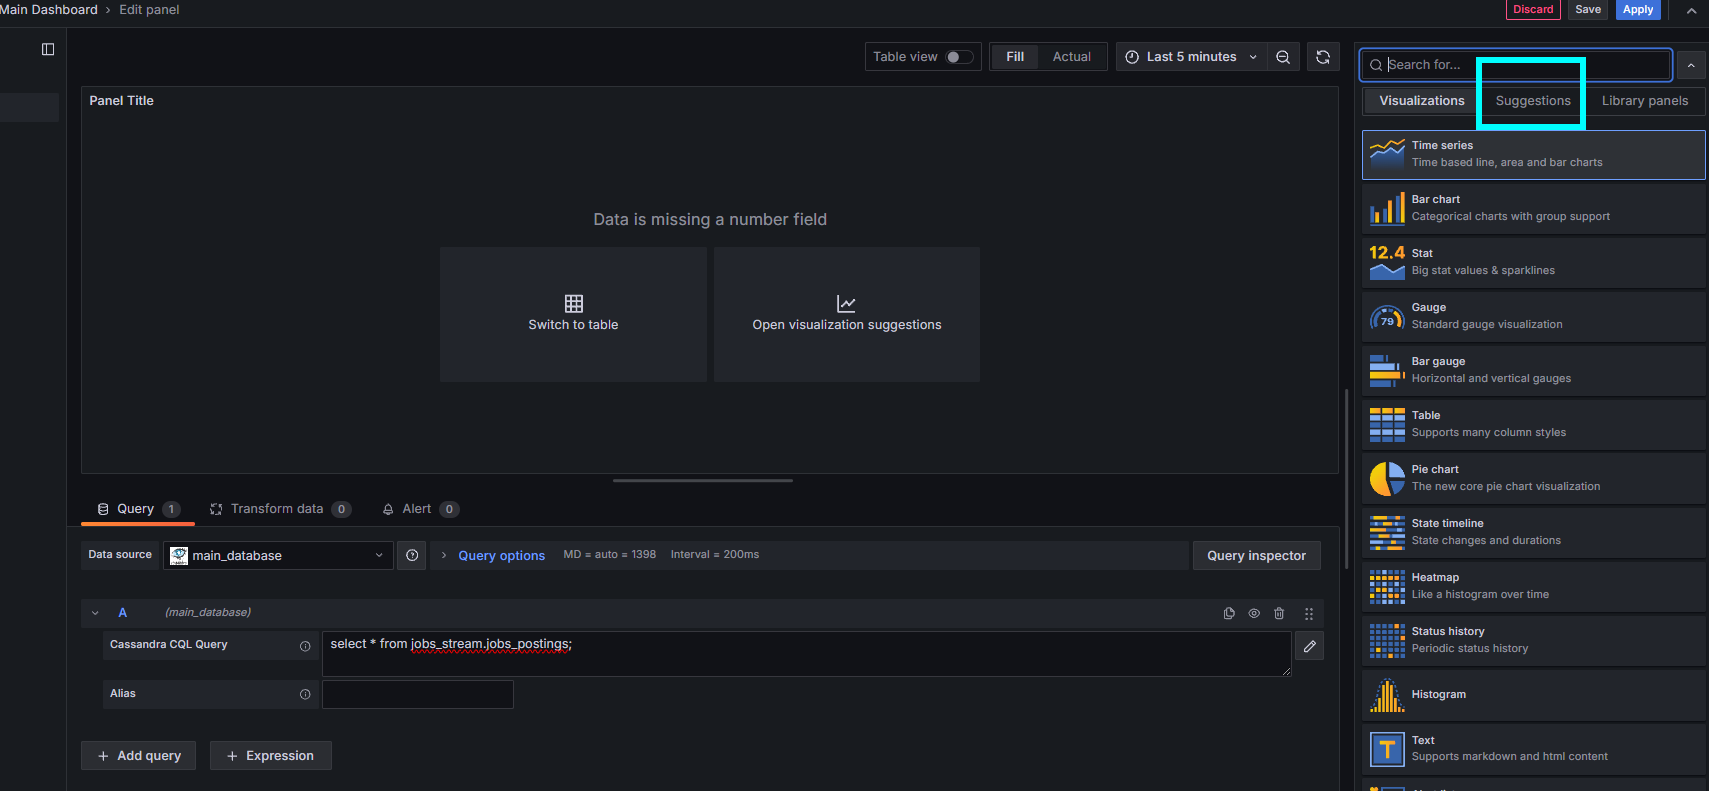 Main Dashboard › Edit panel
Discard Save Apply
Table view Fill Actual Last 5 minutes
Search for...
Visualizations Suggestions Library panels
Panel Title
Data is missing a number field
Switch to table
Open visualization suggestions
Time series
Time based line, area and bar charts
Bar chart
Categorical charts with group support
12.4
Stat
Big stat values & sparklines
79
Gauge
Standard gauge visualization
Bar gauge
Horizontal and vertical gauges
Table
Supports many column styles
Pie chart
The new core pie chart visualization
State timeline
State changes and durations
Heatmap
Like a histogram over time
Status history
Periodic status history
Histogram
T
Text
Supports markdown and html content
Query 1 Transform data 0 Alert 0
Data source main_database Query options MD = auto = 1398 Interval = 200ms Query inspector
A (main_database)
Cassandra CQL Query select * from jobs_stream.jobs_postings;
Alias
+ Add query + Expression